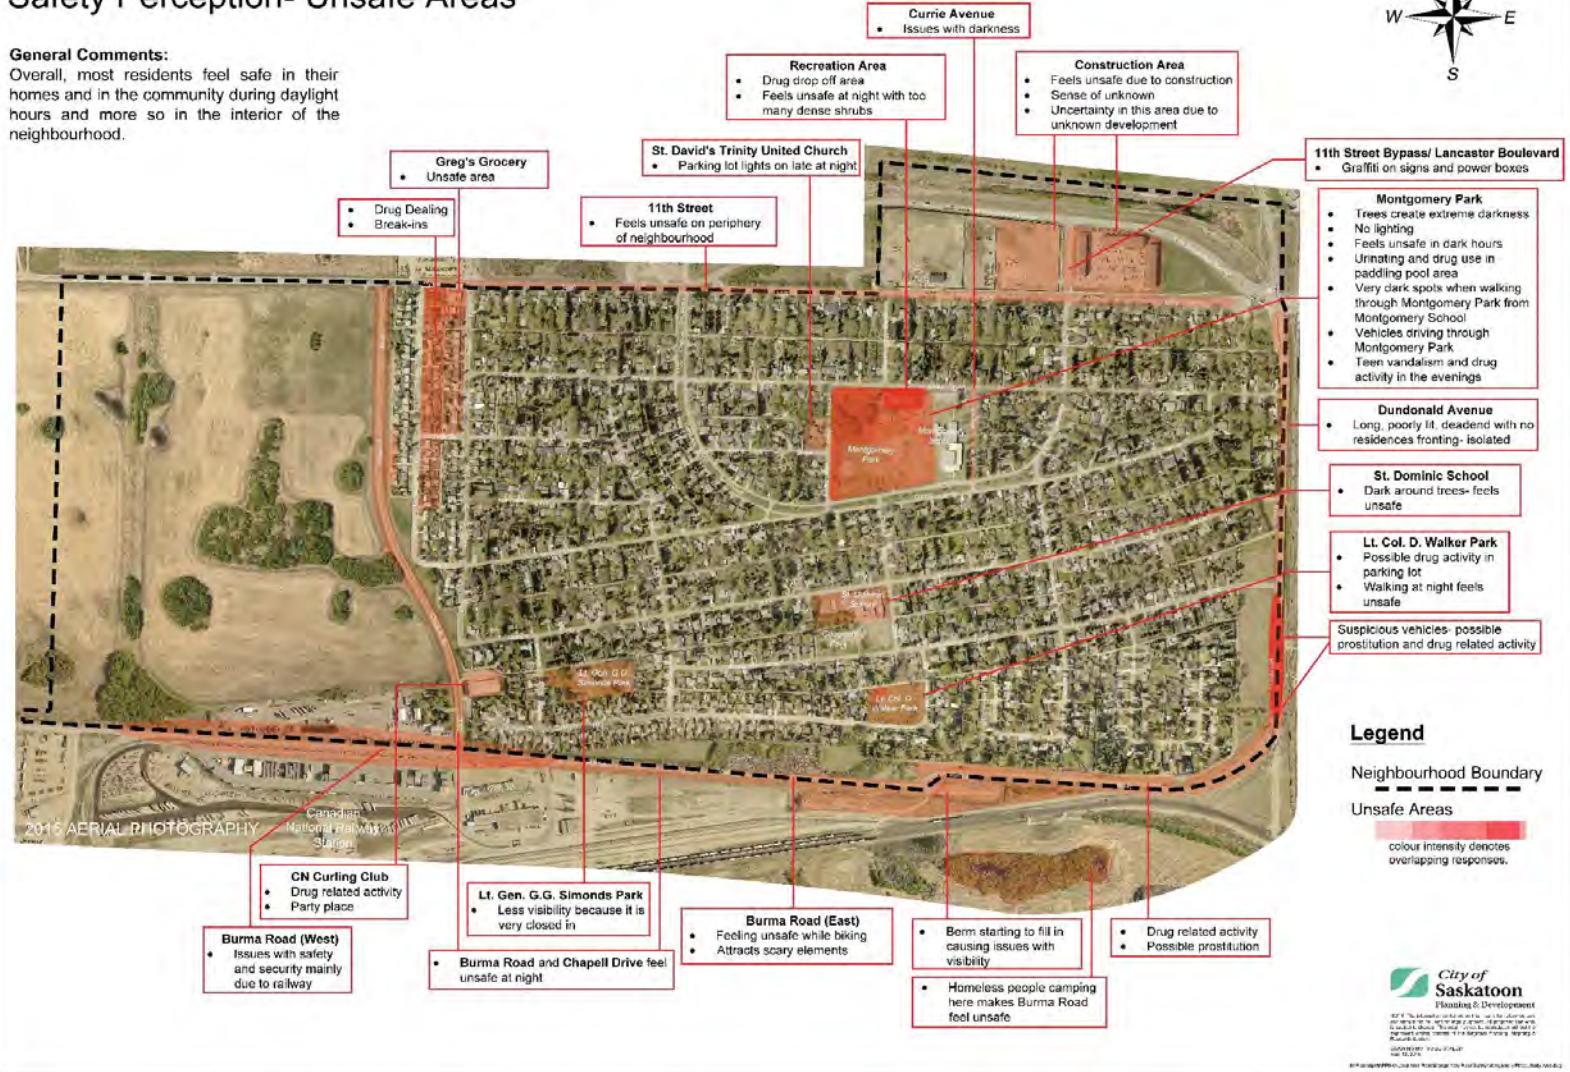 Safety Perception- Unsafe Areas
General Comments:
Overall, most residents feel safe in their
homes and in the community during daylight
hours and more so in the interior of the
neighbourhood.
W E
S
Currie Avenue
• Issues with darkness
Recreation Area
• Drug drop off area
• Feels unsafe at night with too
many dense shrubs
Construction Area
• Feels unsafe due to construction
• Sense of unknown
• Uncertainty in this area due to
unknown development
St. David's Trinity United Church
• Parking lot lights on late at night
Greg's Grocery
• Unsafe area
• Drug Dealing
• Break-ins
11th Street
• Feels unsafe on periphery
of neighbourhood
11th Street Bypass/ Lancaster Boulevard
• Graffiti on signs and power boxes
Montgomery Park
• Trees create extreme darkness
• No lighting
• Feels unsafe in dark hours
• Urinating and drug use in
paddling pool area
• Very dark spots when walking
through Montgomery Park from
Montgomery School
• Vehicles driving through
Montgomery Park
• Teen vandalism and drug
activity in the evenings
Dundonald Avenue
• Long, poorly lit, deadend with no
residences fronting- isolated
St. Dominic School
• Dark around trees- feels
unsafe
Lt. Col. D. Walker Park
• Possible drug activity in
parking lot
• Walking at night feels
unsafe
Suspicious vehicles- possible
prostitution and drug related activity
Montgomery
Park
Montgomery
School
St. Dominic
School
Lt. Gen. G.G.
Simonds Park
Lt. Col. D.
Walker Park
2015 AERIAL PHOTOGRAPHY
Canadian
National Railway
Station
Legend
Neighbourhood Boundary
Unsafe Areas
colour intensity denotes
overlapping responses.
CN Curling Club
• Drug related activity
• Party place
Burma Road (West)
• Issues with safety
and security mainly
due to railway
Lt. Gen. G.G. Simonds Park
• Less visibility because it is
very closed in
• Burma Road and Chapell Drive feel
unsafe at night
Burma Road (East)
• Feeling unsafe while biking
• Attracts scary elements
• Berm starting to fill in
causing issues with
visibility
• Drug related activity
• Possible prostitution
• Homeless people camping
here makes Burma Road
feel unsafe
City of
Saskatoon
Planning & Development